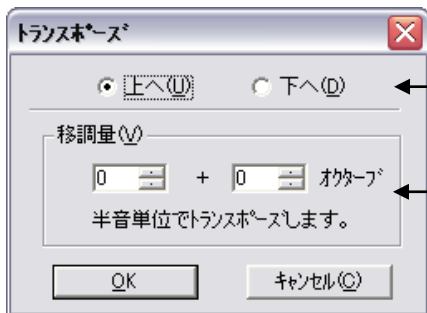 ﾄﾗﾝｽﾎﾟｰｽﾞ
上へ(U) 下へ(D)
移調量(V)
0 + 0 ｵｸﾀｰﾌﾞ
半音単位でﾄﾗﾝｽﾎﾟｰｽﾞします。
OK ｷｬﾝｾﾙ(C)